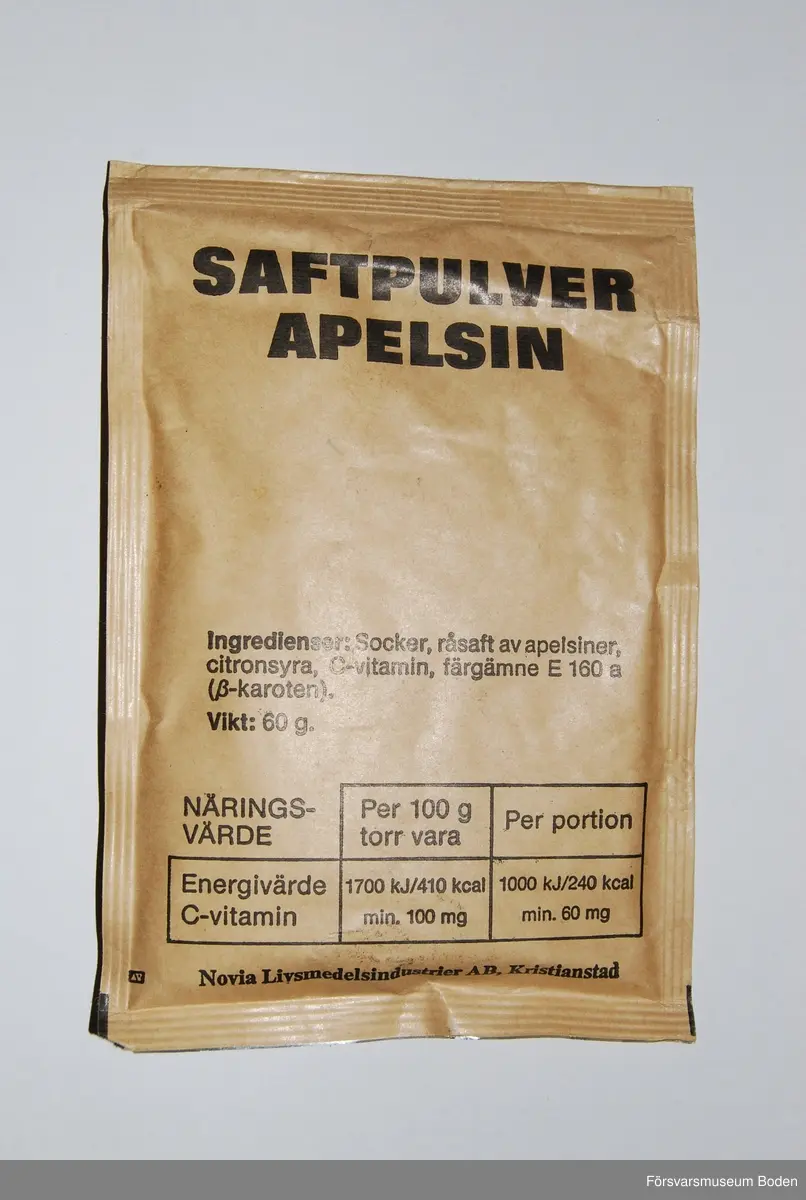 SAFTPULVER
APELSIN
Ingredienser: Socker, råsaft av apelsiner,
citronsyra, C-vitamin, färgämne E 160 a
(β-karoten).
Vikt: 60 g.
NÄRINGS-
VÄRDE
Per 100 g
torr vara
Per portion
Energivärde 1700 kJ/410 kcal 1000 kJ/240 kcal
C-vitamin min. 100 mg min. 60 mg
Novia Livsmedelsindustrier AB, Kristianstad
Försvarsmuseum Boden